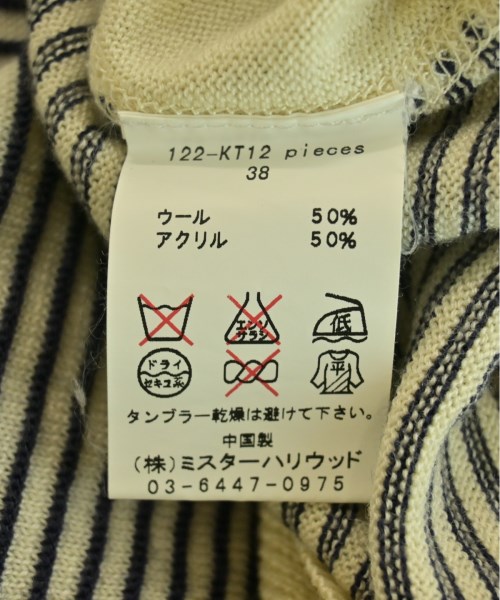 122-KT12 pieces
38
ウール 50%
アクリル 50%
エンソ
サラシ
低
ドライ
セキユ系
平
タンブラー乾燥は避けて下さい。
中国製
(株)ミスターハリウッド
03-6447-0975